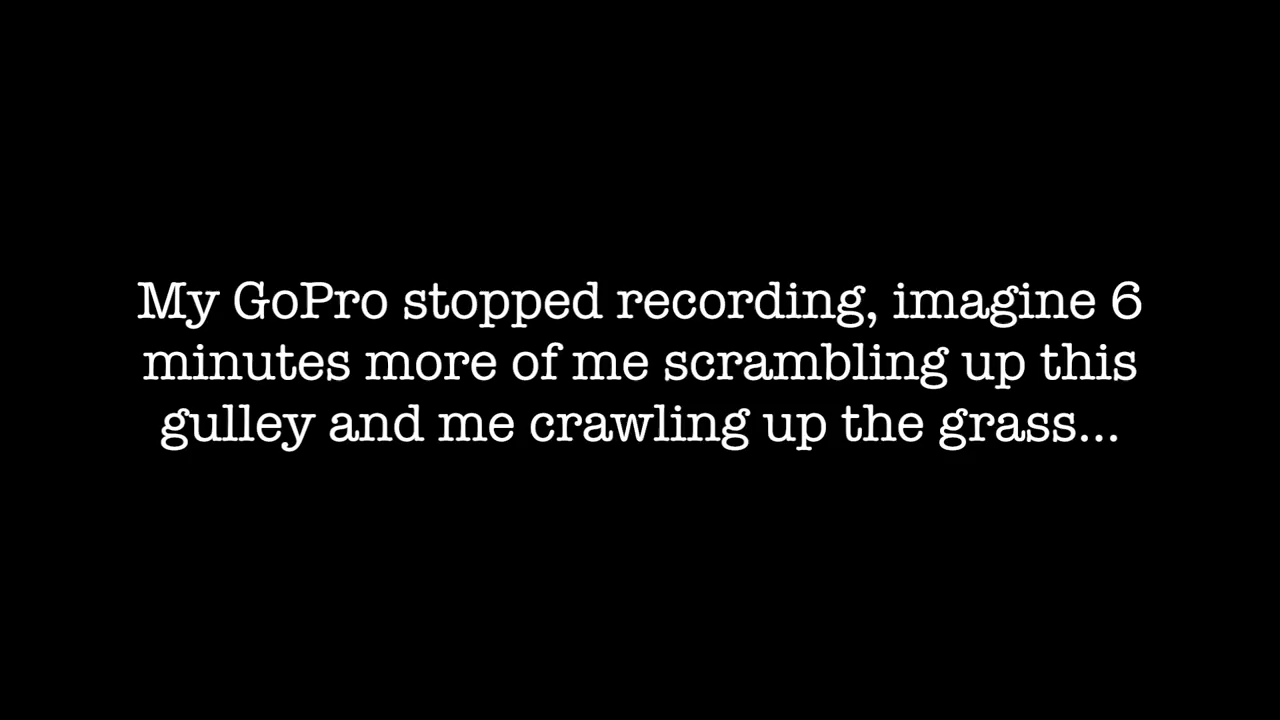 My GoPro stopped recording, imagine 6
minutes more of me scrambling up this
gulley and me crawling up the grass...